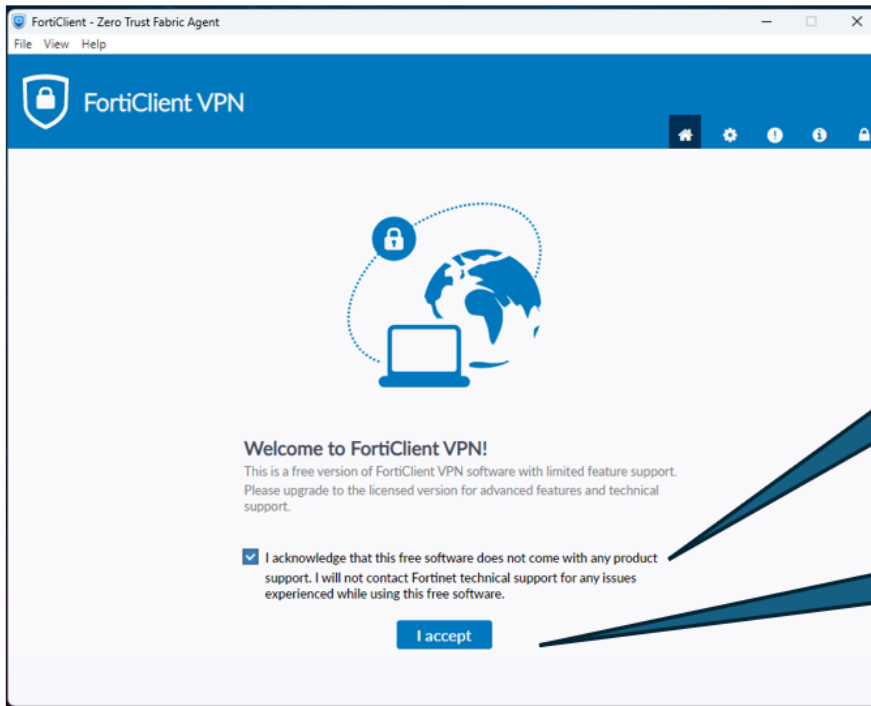 FortiClient - Zero Trust Fabric Agent
File View Help
FortiClient VPN
Welcome to FortiClient VPN!
This is a free version of FortiClient VPN software with limited feature support.
Please upgrade to the licensed version for advanced features and technical
support.
I acknowledge that this free software does not come with any product
support. I will not contact Fortinet technical support for any issues
experienced while using this free software.
I accept